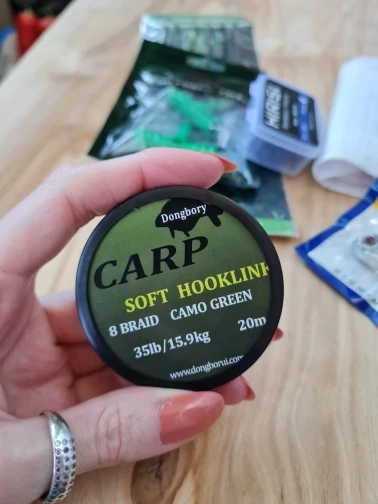 Dongbory
CARP
SOFT HOOKLINK
8 BRAID CAMO GREEN
35lb/15.9kg 20m
www.dongborui.com